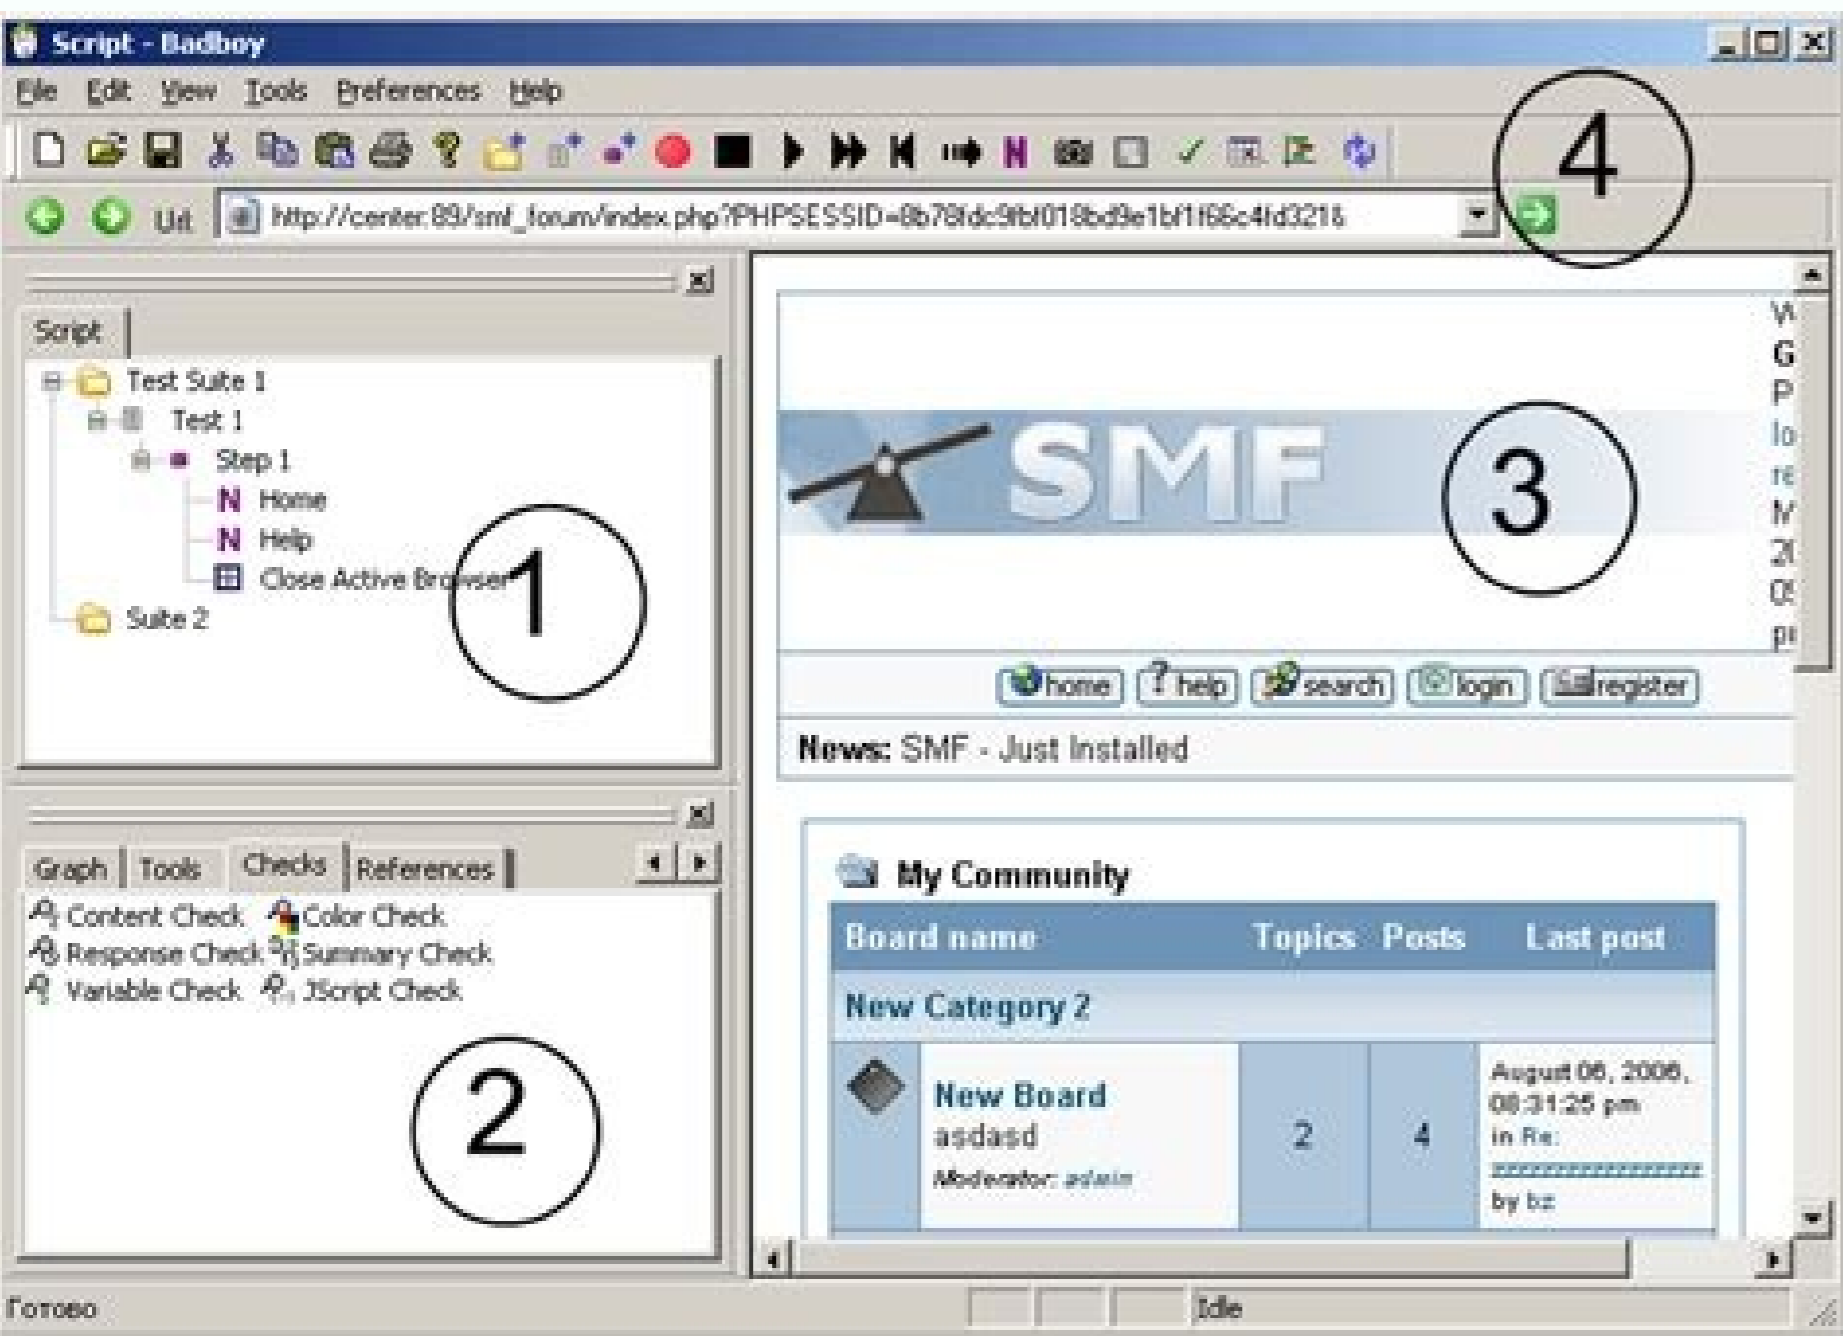 Script - Badboy
File Edit View Tools Preferences Help
4
Url http://center:89/smf_forum/index.php?PHPSESSID=
Script
Test Suite 1
Test 1
Step 1
N Home
N Help
Close Active Browser
Suite 2
1
Graph Tools Checks References
Content Check Color Check
Response Check Summary Check
Variable Check JScript Check
2
SMF
3
G
P
lo
re
M
home ? help search login register
News: SMF - Just Installed
My Community
Board name Topics Posts Last post
New Category 2
New Board
asdasd
Moderator: admin
2
4
August 06, 2006,
08:31:25 pm
in Re:
by bz
Готово
Idle